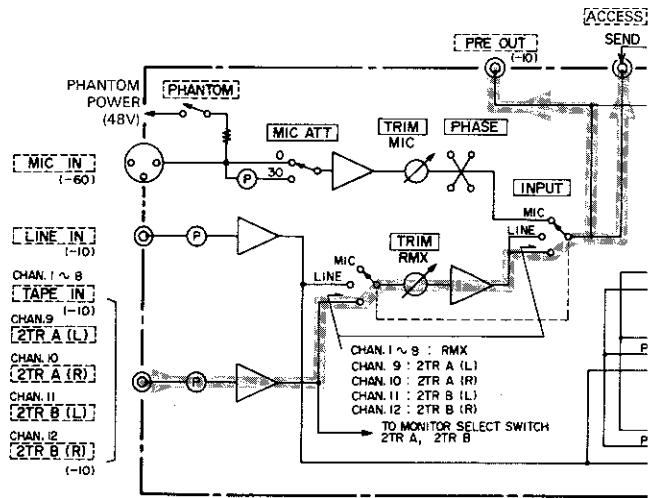 ACCESS
SEND
PRE OUT
(-10)
PHANTOM
POWER
(48V)
PHANTOM
MIC ATT
TRIM
MIC
PHASE
0
30
P
MIC IN
(-60)
INPUT
MIC
LINE
LINE IN
(-10)
P
MIC
LINE
TRIM
RMX
CHAN. 1 ~ 8
TAPE IN
(-10)
CHAN.9
2TR A (L)
CHAN.10
2TR A (R)
CHAN.11
2TR B (L)
CHAN.12
2TR B (R)
(-10)
P
CHAN. 1 ~ 8 : RMX
CHAN. 9 : 2TR A (L)
CHAN. 10 : 2TR A (R)
CHAN. 11 : 2TR B (L)
CHAN. 12 : 2TR B (R)
TO MONITOR SELECT SWITCH
2TR A, 2TR B
P
P